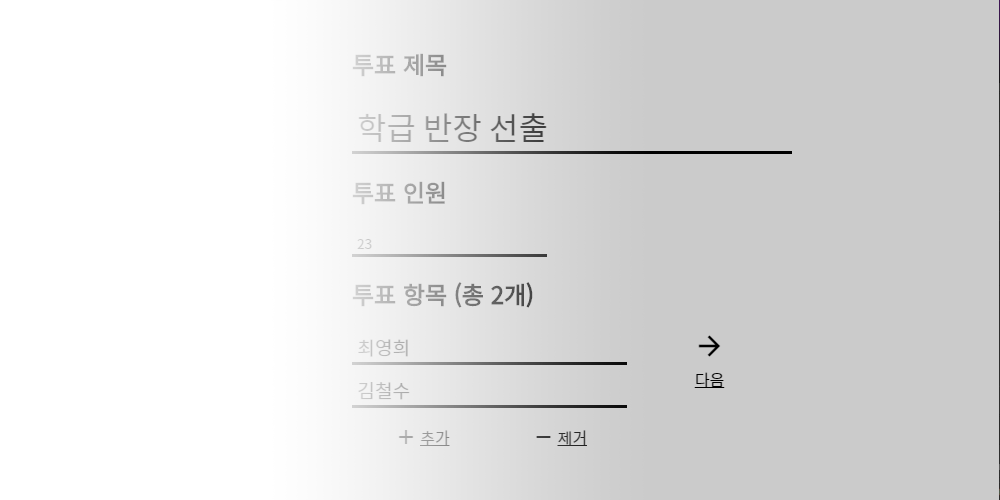 투표 제목
학급 반장 선출
투표 인원
23
투표 항목 (총 2개)
최영희
김철수
다음
+ 추가 − 제거